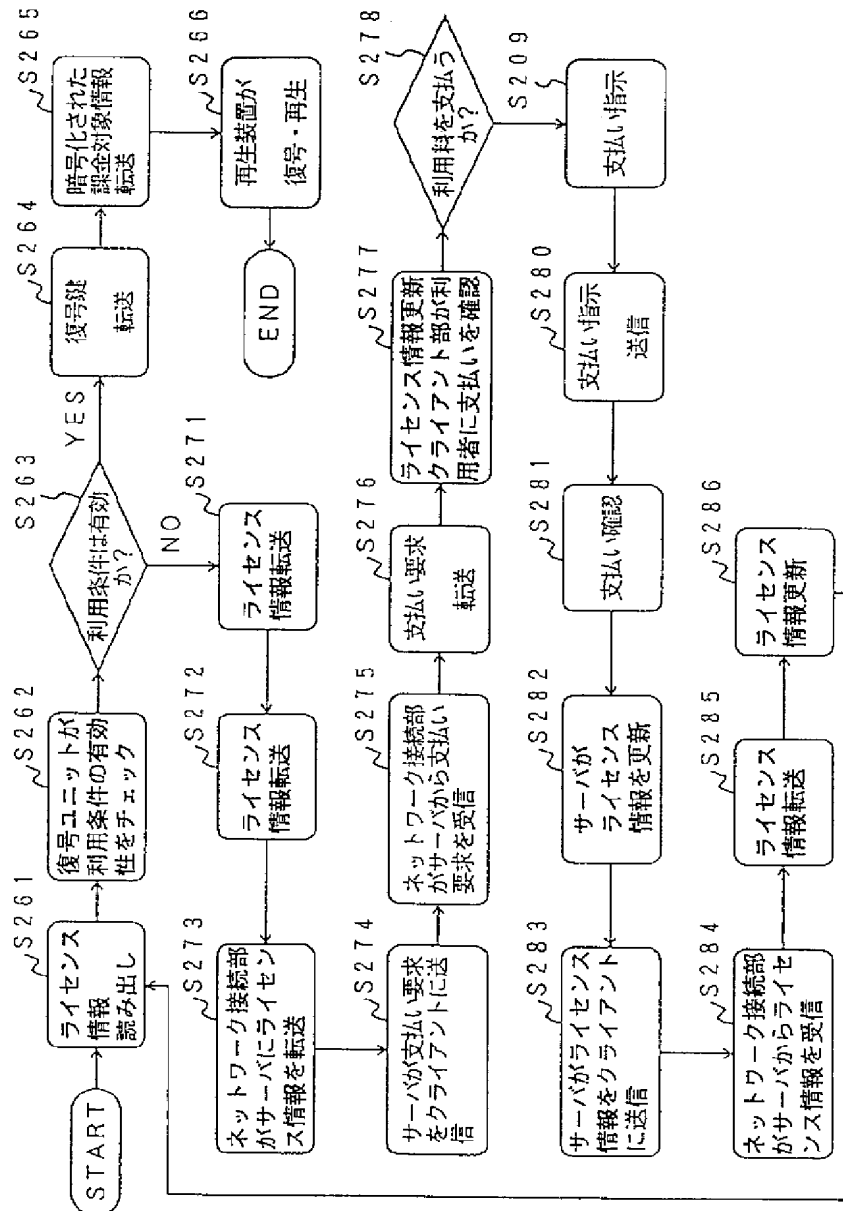 START
S261
ライセンス
情報
読み出し
S262
復号ユニットが
利用条件の有効
性をチェック
S263
利用条件は有効
か?
YES
NO
S264
復号鍵
転送
S265
暗号化された
課金対象情報
転送
S266
再生装置が
復号・再生
END
S271
ライセンス
情報転送
S272
ライセンス
情報転送
S273
ネットワーク接続部
がサーバにライセン
ス情報を転送
S274
サーバが支払い要求
をクライアントに送
信
S275
ネットワーク接続部
がサーバから支払い
要求を受信
S276
支払い要求
転送
S277
ライセンス情報更新
クライアント部が利
用者に支払いを確認
S278
利用料を支払う
か?
S209
支払い指示
S280
支払い指示
送信
S281
支払い確認
S282
サーバが
ライセンス
情報を更新
S283
サーバがライセンス
情報をクライアント
に送信
S284
ネットワーク接続部
がサーバからライセ
ンス情報を受信
S285
ライセンス
情報転送
S286
ライセンス
情報更新